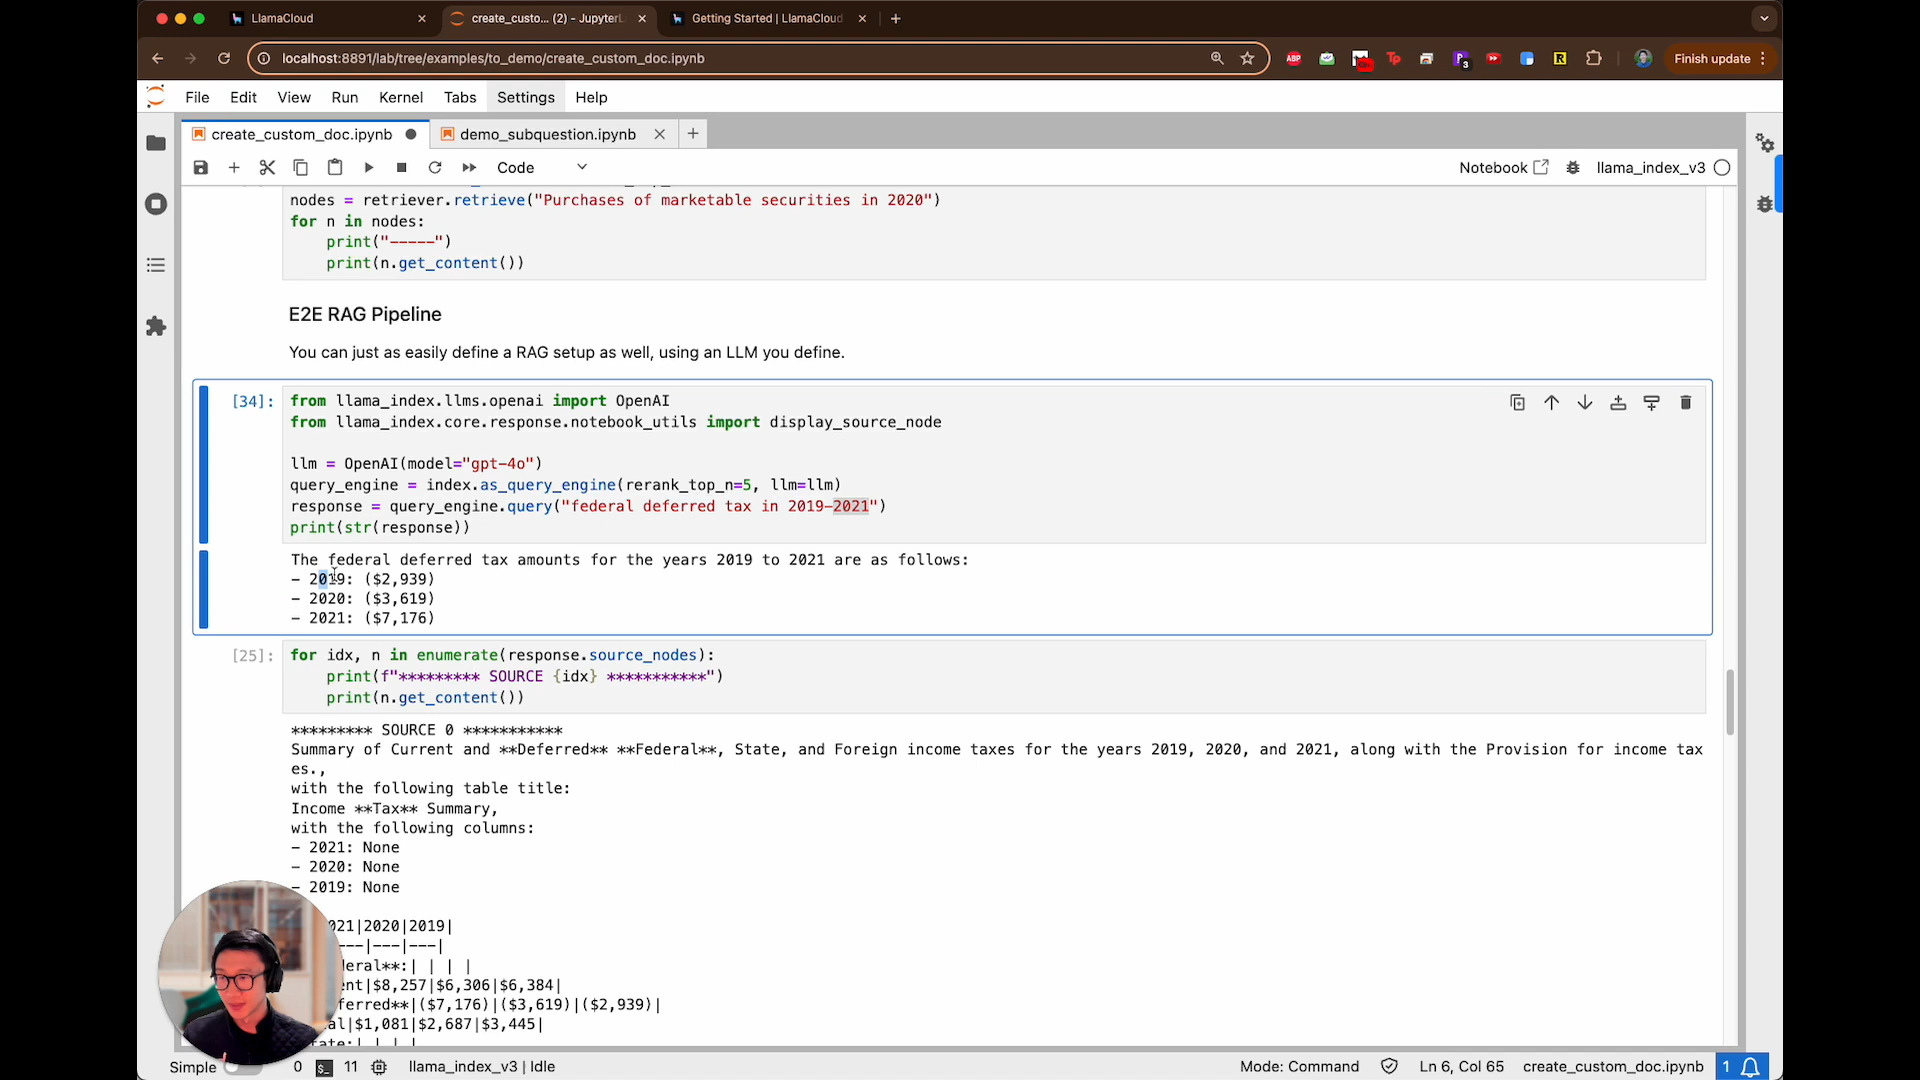 LlamaCloud
create_custo... (2) - JupyterL
Getting Started | LlamaCloud
localhost:8891/lab/tree/examples/to_demo/create_custom_doc.ipynb
ABP
3
R
Finish update
File Edit View Run Kernel Tabs Settings Help
create_custom_doc.ipynb
demo_subquestion.ipynb
Code
Notebook
llama_index_v3
nodes = retriever.retrieve("Purchases of marketable securities in 2020")
for n in nodes:
print("-----")
print(n.get_content())
E2E RAG Pipeline
You can just as easily define a RAG setup as well, using an LLM you define.
[34]:
from llama_index.llms.openai import OpenAI
from llama_index.core.response.notebook_utils import display_source_node
llm = OpenAI(model="gpt-4o")
query_engine = index.as_query_engine(rerank_top_n=5, llm=llm)
response = query_engine.query("federal deferred tax in 2019-2021")
print(str(response))
The federal deferred tax amounts for the years 2019 to 2021 are as follows:
- 2019: ($2,939)
- 2020: ($3,619)
- 2021: ($7,176)
[25]:
for idx, n in enumerate(response.source_nodes):
print(f"********* SOURCE {idx} ***********")
print(n.get_content())
********* SOURCE 0 ***********
Summary of Current and **Deferred** **Federal**, State, and Foreign income taxes for the years 2019, 2020, and 2021, along with the Provision for income tax
es.,
with the following table title:
Income **Tax** Summary,
with the following columns:
- 2021: None
- 2020: None
- 2019: None
021|2020|2019|
---|---|---|
eral**:| | | |
nt|$8,257|$6,306|$6,384|
ferred**|($7,176)|($3,619)|($2,939)|
al|$1,081|$2,687|$3,445|
tate:| | | |
Simple
0
11
llama_index_v3 | Idle
Mode: Command
Ln 6, Col 65
create_custom_doc.ipynb
1